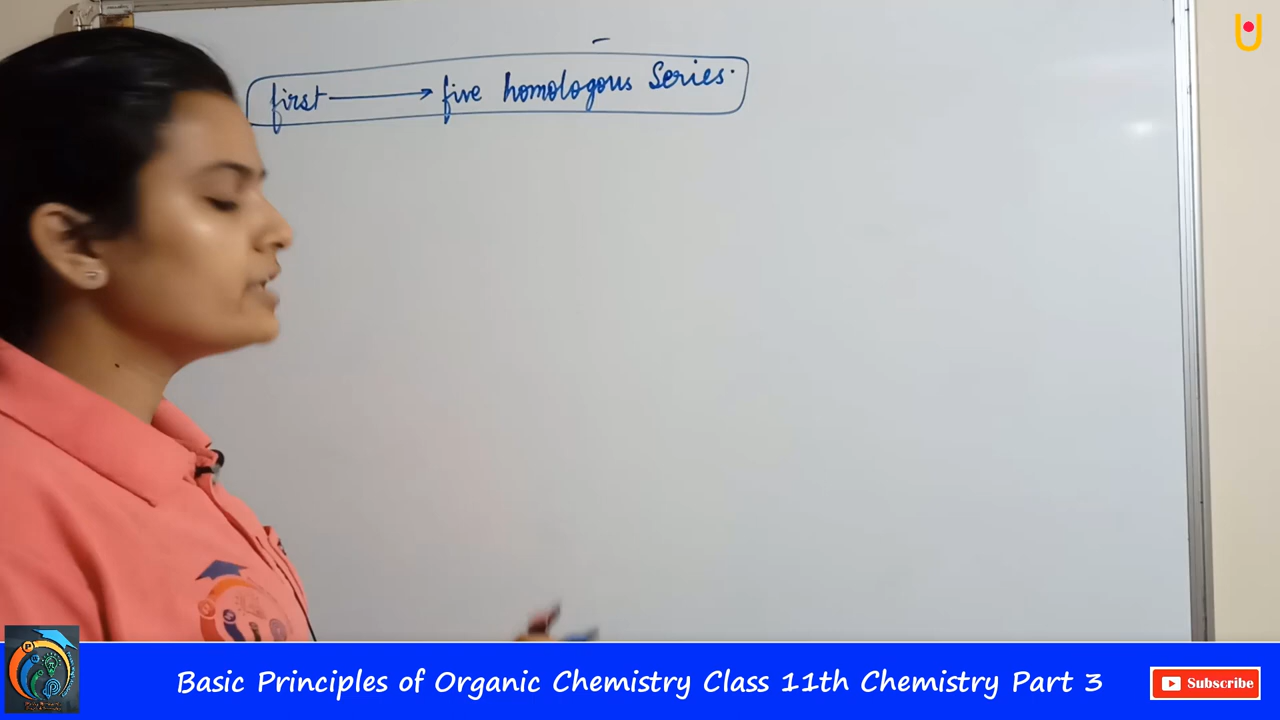 first → five homologous Series.
Basic Principles of Organic Chemistry Class 11th Chemistry Part 3
Subscribe